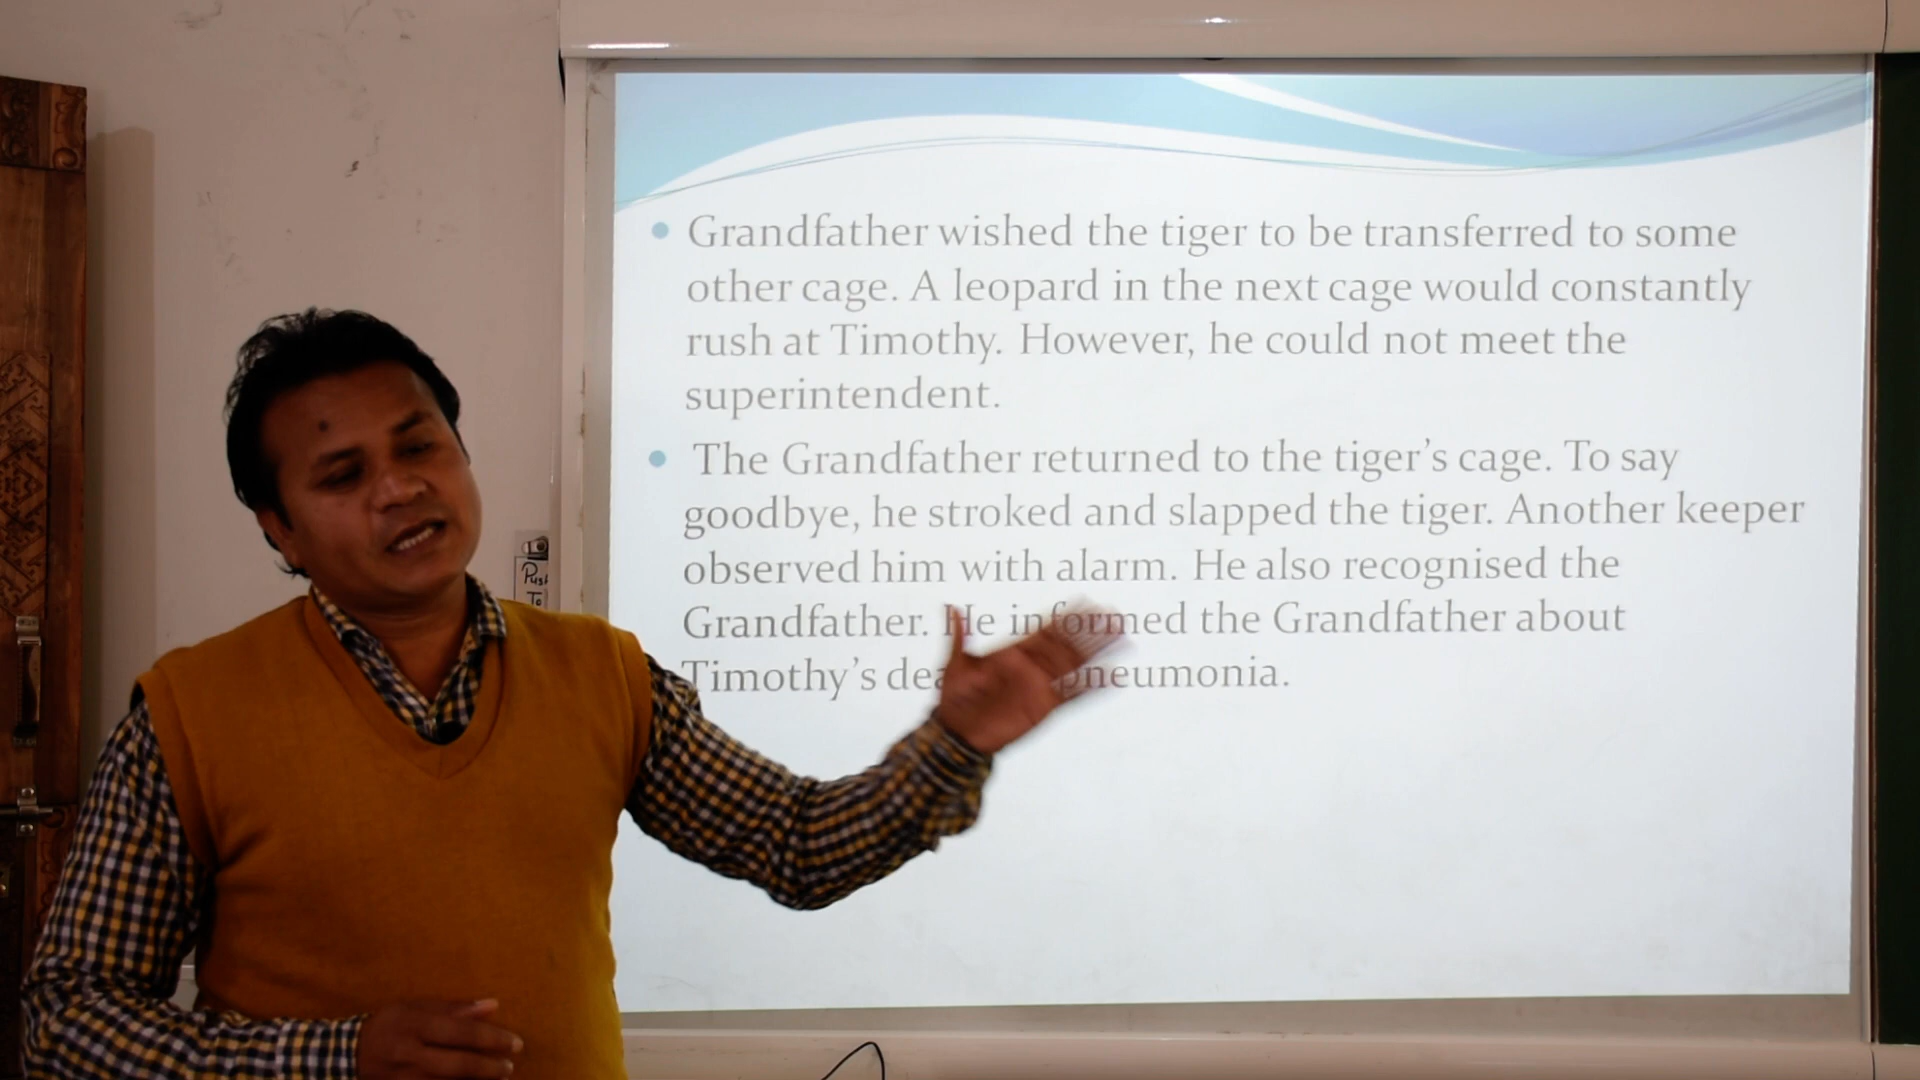 Grandfather wished the tiger to be transferred to some
other cage. A leopard in the next cage would constantly
rush at Timothy. However, he could not meet the
superintendent.
The Grandfather returned to the tiger's cage. To say
goodbye, he stroked and slapped the tiger. Another keeper
observed him with alarm. He also recognised the
Grandfather. He informed the Grandfather about
Timothy's pneumonia.
To